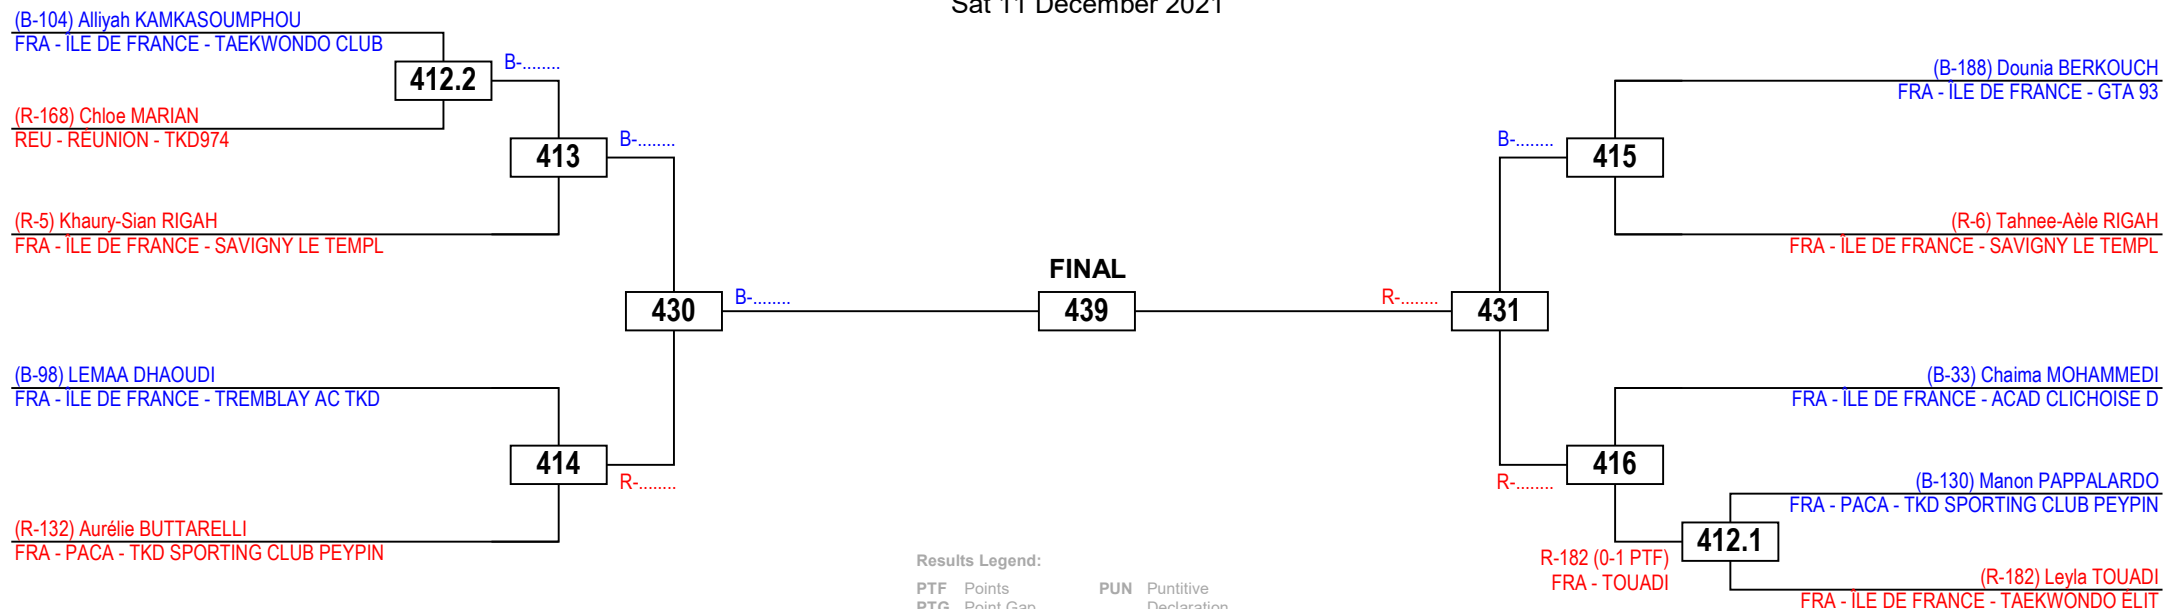 Sat 11 December 2021
(B-104) Alliyah KAMKASOUMPHOU
FRA - ÎLE DE FRANCE - TAEKWONDO CLUB
412.2
B-........
(R-168) Chloe MARIAN
REU - RÉUNION - TKD974
413
B-........
(R-5) Khaury-Sian RIGAH
FRA - ÎLE DE FRANCE - SAVIGNY LE TEMPL
430
B-........
(B-98) LEMAA DHAOUDI
FRA - ÎLE DE FRANCE - TREMBLAY AC TKD
414
R-........
(R-132) Aurélie BUTTARELLI
FRA - PACA - TKD SPORTING CLUB PEYPIN
FINAL
439
(B-188) Dounia BERKOUCH
FRA - ÎLE DE FRANCE - GTA 93
B-........
415
(R-6) Tahnee-Aèle RIGAH
FRA - ÎLE DE FRANCE - SAVIGNY LE TEMPL
R-........
431
(B-33) Chaima MOHAMMEDI
FRA - ÎLE DE FRANCE - ACAD CLICHOISE D
416
R-........
(B-130) Manon PAPPALARDO
FRA - PACA - TKD SPORTING CLUB PEYPIN
412.1
R-182 (0-1 PTF)
FRA - TOUADI
(R-182) Leyla TOUADI
FRA - ÎLE DE FRANCE - TAEKWONDO ÉLIT
Results Legend:
PTF Points PUN Puntitive
PTG Point Gap Declaration